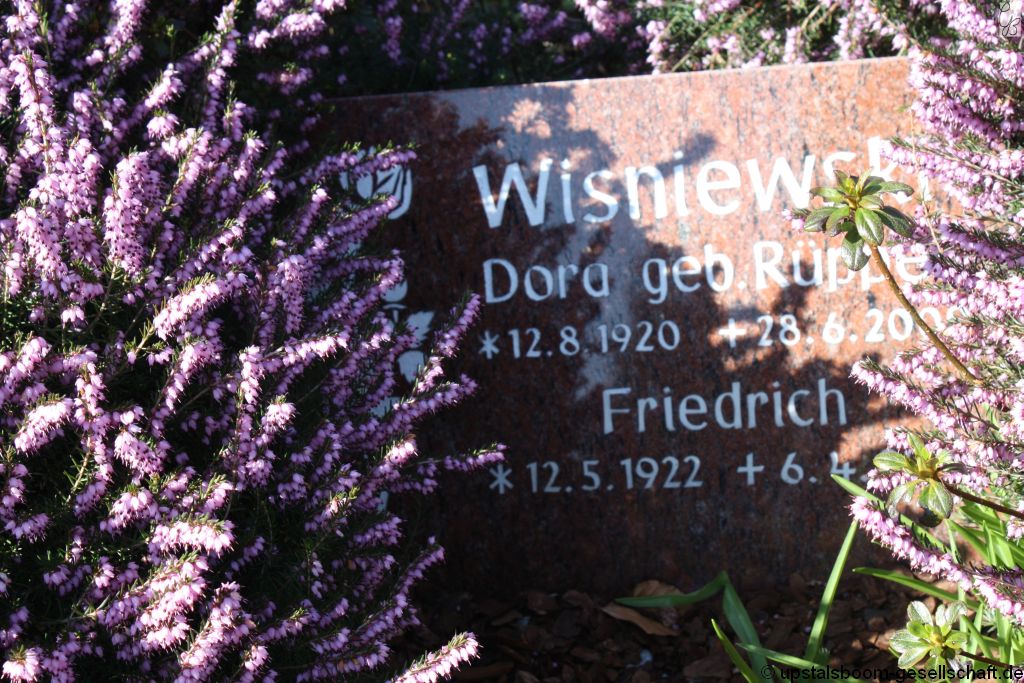 Wisniewsk
Dora geb. Rüppe
*12.8.1920 +28.6.200
Friedrich
*12.5.1922 +6.4.
© upstalsboom-gesellschaft.de